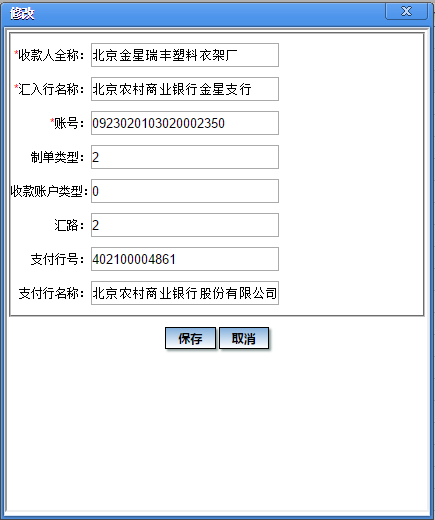 修改
*收款人全称： 北京金星瑞丰塑料衣架厂
*汇入行名称： 北京农村商业银行金星支行
*账号： 0923020103020002350
制单类型： 2
收款账户类型： 0
汇路： 2
支付行号： 402100004861
支付行名称： 北京农村商业银行股份有限公司
保存 取消